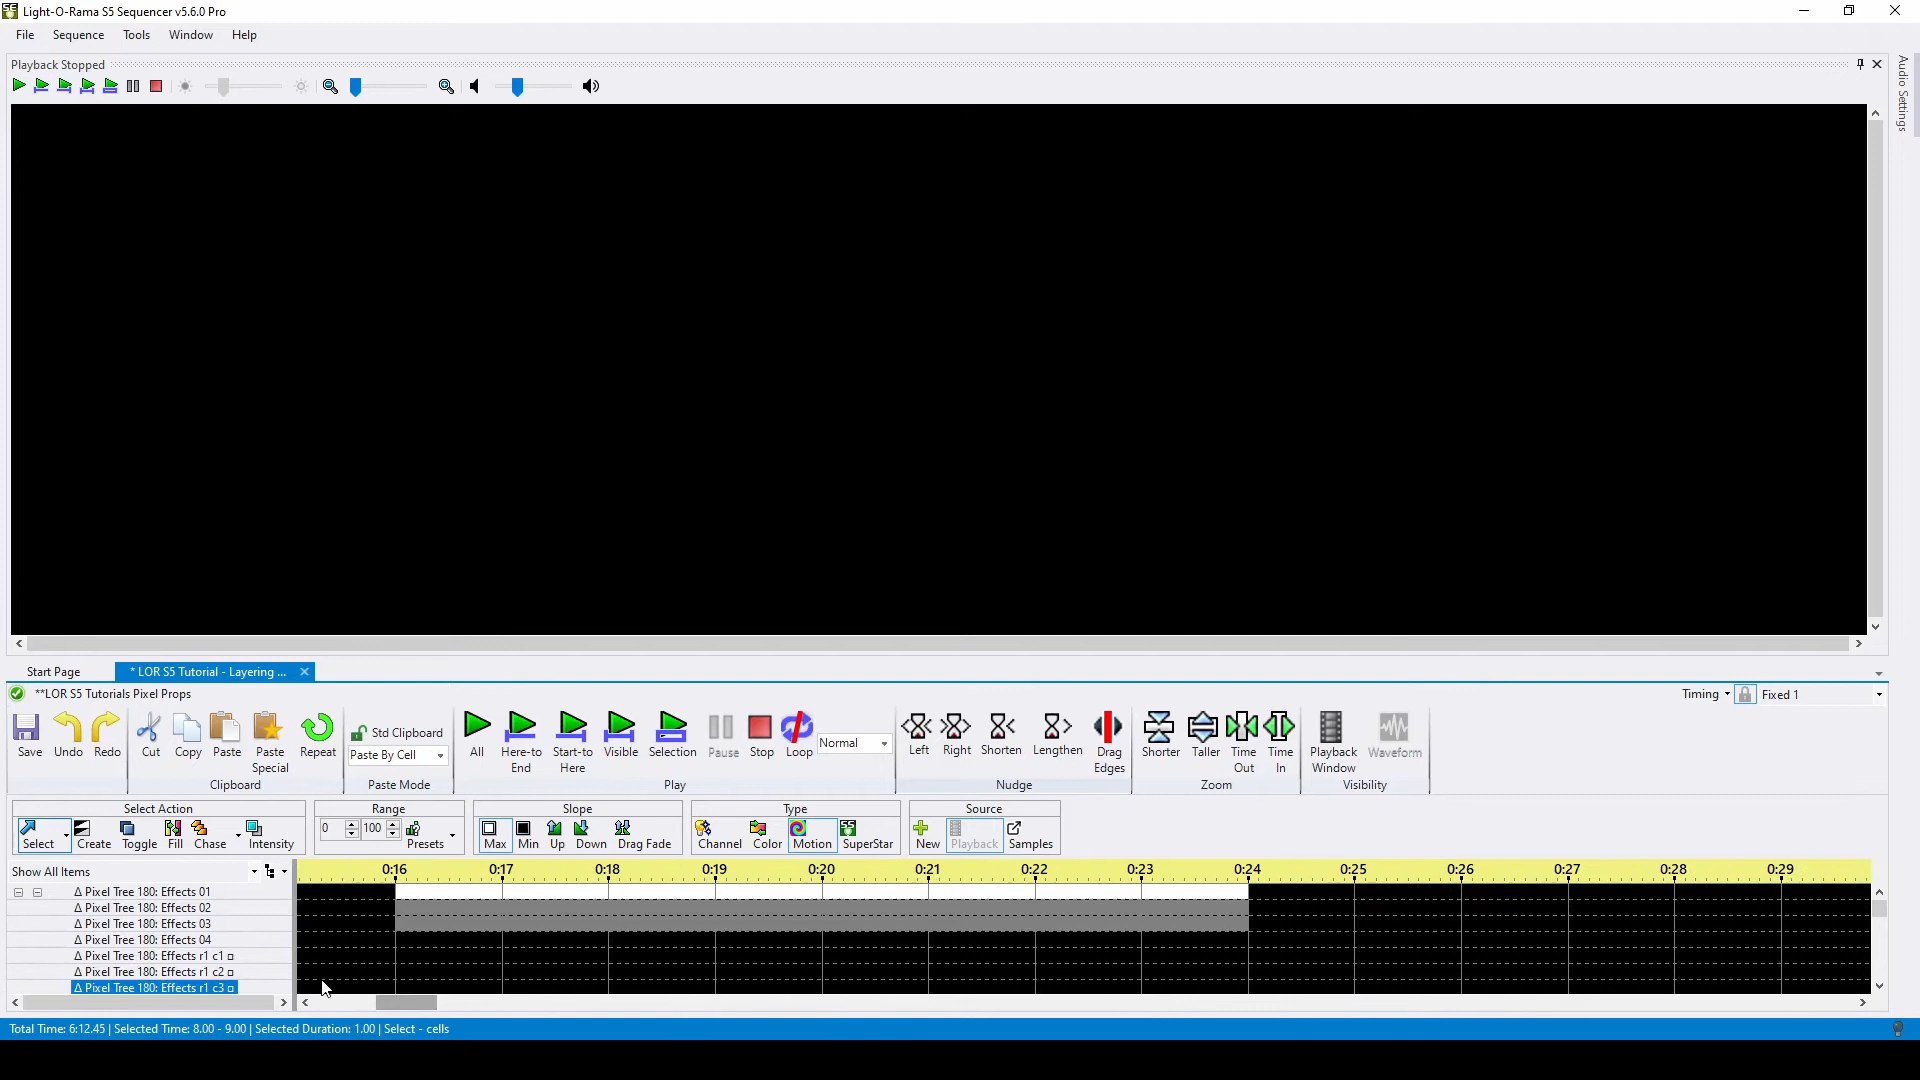 Light-O-Rama S5 Sequencer v5.6.0 Pro
File Sequence Tools Window Help
Playback Stopped
Audio Settings
Start Page * LOR S5 Tutorial - Layering ...
**LOR S5 Tutorials Pixel Props Timing Fixed 1
Std Clipboard
Normal
Save Undo Redo Cut Copy Paste Paste Special Repeat Paste By Cell All Here-to End Start-to Here Visible Selection Pause Stop Loop Left Right Shorten Lengthen Drag Edges Shorter Taller Time Out Time In Playback Window Waveform
Clipboard Paste Mode Play Nudge Zoom Visibility
Select Action Range Slope Type Source
0 100
Select Create Toggle Fill Chase Intensity Presets Max Min Up Down Drag Fade Channel Color Motion SuperStar New Playback Samples
Show All Items 0:16 0:17 0:18 0:19 0:20 0:21 0:22 0:23 0:24 0:25 0:26 0:27 0:28 0:29
Δ Pixel Tree 180: Effects 01
Δ Pixel Tree 180: Effects 02
Δ Pixel Tree 180: Effects 03
Δ Pixel Tree 180: Effects 04
Δ Pixel Tree 180: Effects r1 c1
Δ Pixel Tree 180: Effects r1 c2
Δ Pixel Tree 180: Effects r1 c3
Total Time: 6:12.45 | Selected Time: 8.00 - 9.00 | Selected Duration: 1.00 | Select - cells